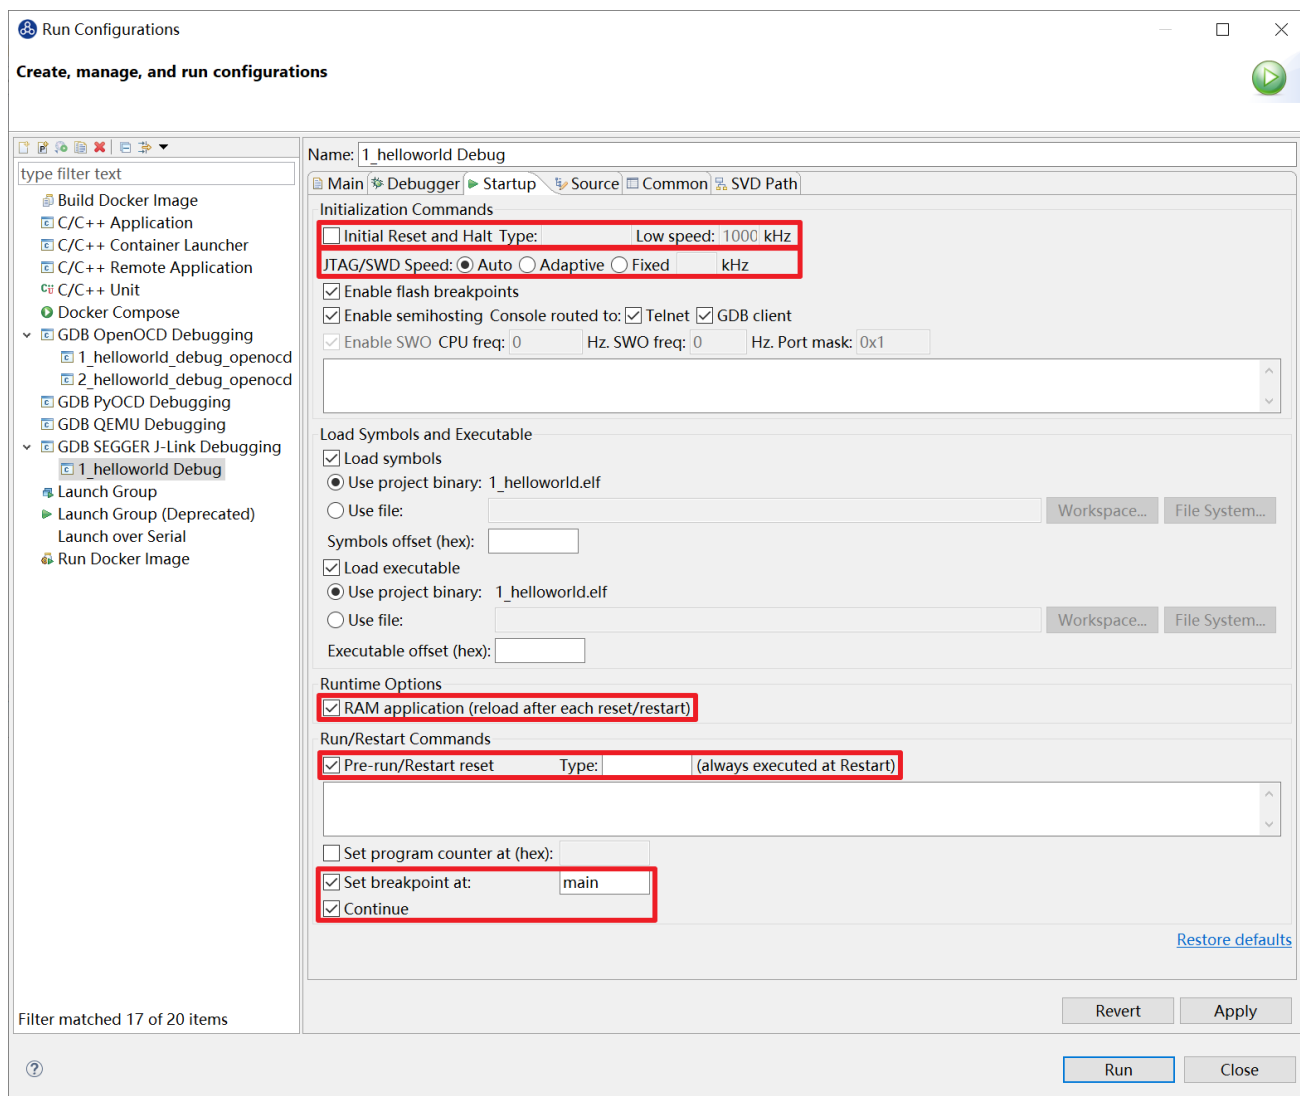 Run Configurations
Create, manage, and run configurations
type filter text
Build Docker Image
C/C++ Application
C/C++ Container Launcher
C/C++ Remote Application
C/C++ Unit
Docker Compose
GDB OpenOCD Debugging
1_helloworld_debug_openocd
2_helloworld_debug_openocd
GDB PyOCD Debugging
GDB QEMU Debugging
GDB SEGGER J-Link Debugging
1_helloworld Debug
Launch Group
Launch Group (Deprecated)
Launch over Serial
Run Docker Image
Filter matched 17 of 20 items
Name: 1_helloworld Debug
Main Debugger Startup Source Common SVD Path
Initialization Commands
Initial Reset and Halt Type: Low speed: 1000 kHz
JTAG/SWD Speed: Auto Adaptive Fixed kHz
Enable flash breakpoints
Enable semihosting Console routed to: Telnet GDB client
Enable SWO CPU freq: 0 Hz. SWO freq: 0 Hz. Port mask: 0x1
Load Symbols and Executable
Load symbols
Use project binary: 1_helloworld.elf
Use file: Workspace... File System...
Symbols offset (hex):
Load executable
Use project binary: 1_helloworld.elf
Use file: Workspace... File System...
Executable offset (hex):
Runtime Options
RAM application (reload after each reset/restart)
Run/Restart Commands
Pre-run/Restart reset Type: (always executed at Restart)
Set program counter at (hex):
Set breakpoint at: main
Continue
Restore defaults
Revert Apply
Run Close